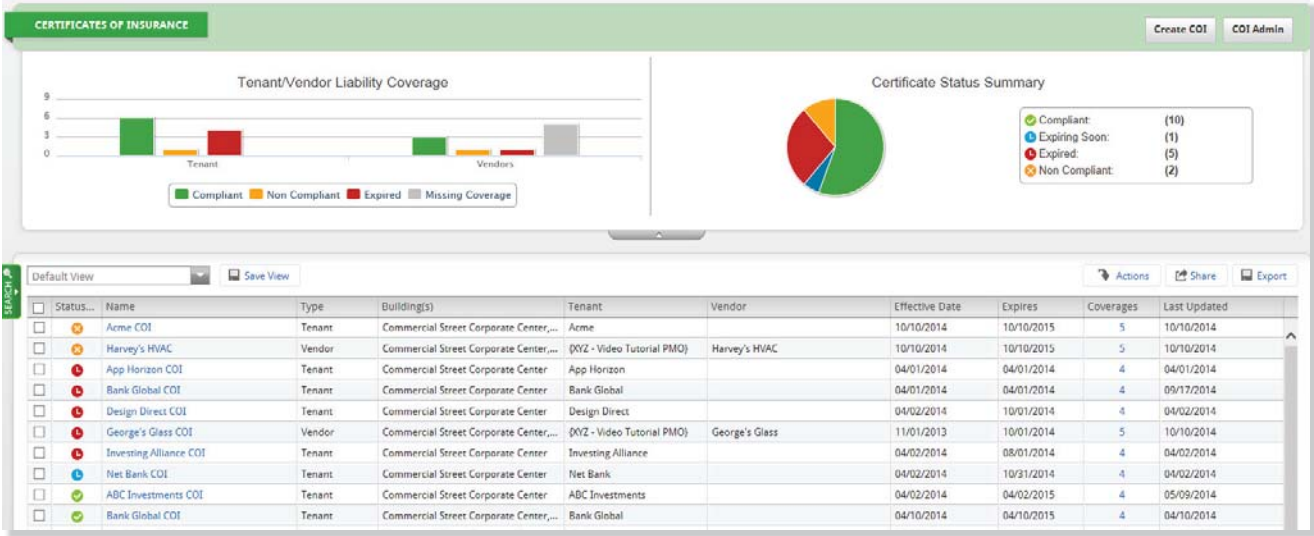 CERTIFICATES OF INSURANCE
Create COI COI Admin
Tenant/Vendor Liability Coverage
9
6
3
0
Tenant Vendors
Compliant Non Compliant Expired Missing Coverage
Certificate Status Summary
Compliant: (10)
Expiring Soon: (1)
Expired: (5)
Non Compliant: (2)
SEARCH
Default View Save View Actions Share Export
Status... Name Type Building(s) Tenant Vendor Effective Date Expires Coverages Last Updated
Acme COI Tenant Commercial Street Corporate Center,... Acme 10/10/2014 10/10/2015 5 10/10/2014
Harvey's HVAC Vendor Commercial Street Corporate Center,... (XYZ - Video Tutorial PMO) Harvey's HVAC 10/10/2014 10/10/2015 5 10/10/2014
App Horizon COI Tenant Commercial Street Corporate Center App Horizon 04/01/2014 04/01/2014 4 04/01/2014
Bank Global COI Tenant Commercial Street Corporate Center Bank Global 04/01/2014 04/01/2014 4 09/17/2014
Design Direct COI Tenant Commercial Street Corporate Center Design Direct 04/02/2014 10/01/2014 4 04/02/2014
George's Glass COI Vendor Commercial Street Corporate Center,... (XYZ - Video Tutorial PMO) George's Glass 11/01/2013 10/01/2014 5 10/10/2014
Investing Alliance COI Tenant Commercial Street Corporate Center Investing Alliance 04/02/2014 08/01/2014 4 04/02/2014
Net Bank COI Tenant Commercial Street Corporate Center Net Bank 04/02/2014 10/31/2014 4 04/02/2014
ABC Investments COI Tenant Commercial Street Corporate Center ABC Investments 04/02/2014 04/02/2015 4 05/09/2014
Bank Global COI Tenant Commercial Street Corporate Center,... Bank Global 04/10/2014 04/10/2015 4 04/10/2014